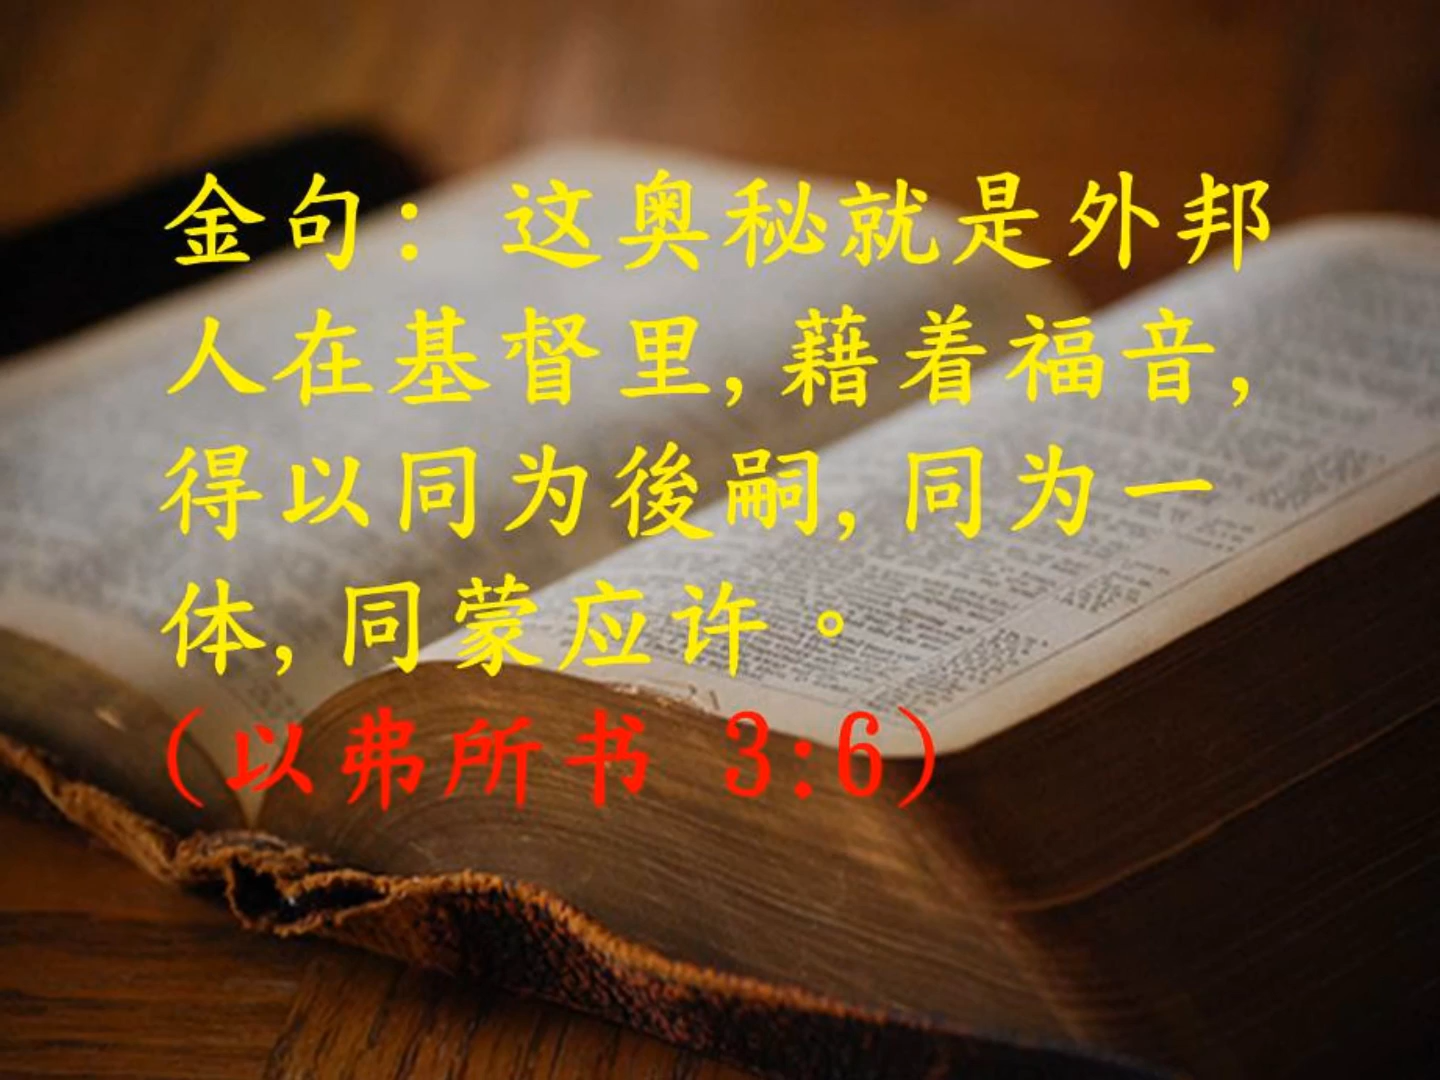 金句：这奥秘就是外邦
人在基督里,藉着福音,
得以同为後嗣,同为一
体,同蒙应许。
(以弗所书 3:6)